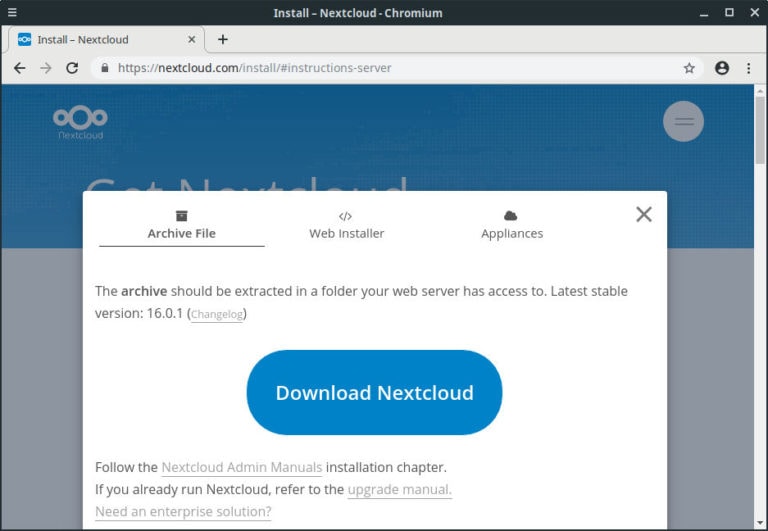 Install – Nextcloud - Chromium
Install – Nextcloud
https://nextcloud.com/install/#instructions-server
Nextcloud
Get Nextcloud
Archive File
Web Installer
Appliances
The archive should be extracted in a folder your web server has access to. Latest stable
version: 16.0.1 (Changelog)
Download Nextcloud
Follow the Nextcloud Admin Manuals installation chapter.
If you already run Nextcloud, refer to the upgrade manual.
Need an enterprise solution?